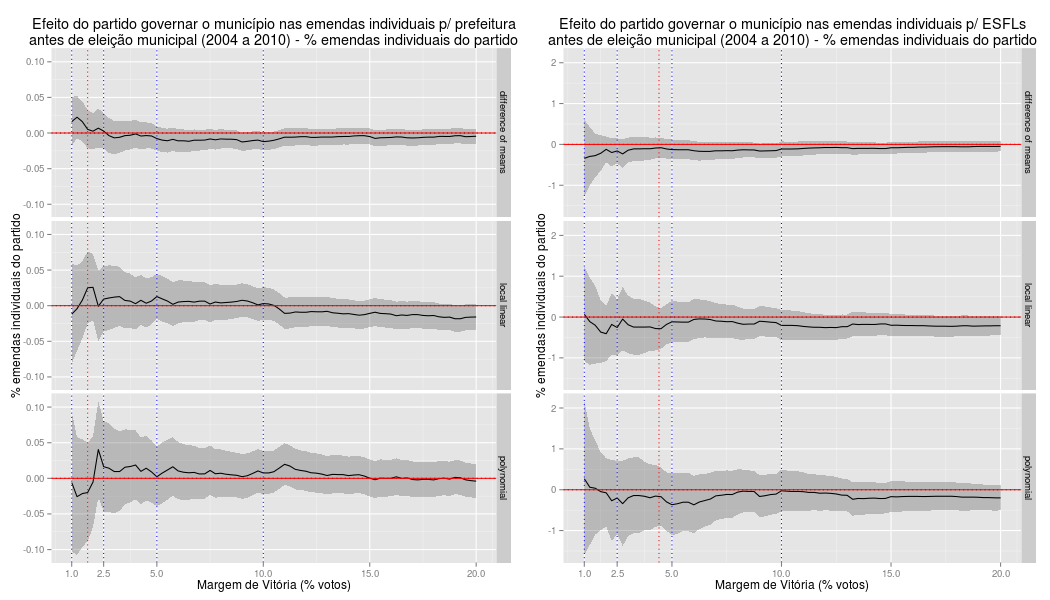 Efeito do partido governar o município nas emendas individuais p/ prefeitura
antes de eleição municipal (2004 a 2010) - % emendas individuais do partido
% emendas individuais do partido
0.10
0.05
0.00
-0.05
-0.10
difference of means
0.10
0.05
0.00
-0.05
-0.10
local linear
0.10
0.05
0.00
-0.05
-0.10
polynomial
1.0 2.5 5.0 10.0 15.0 20.0
Margem de Vitória (% votos)
Efeito do partido governar o município nas emendas individuais p/ ESFLs
antes de eleição municipal (2004 a 2010) - % emendas individuais do partido
% emendas individuais do partido
2
1
0
-1
difference of means
2
1
0
-1
local linear
2
1
0
-1
polynomial
1.0 2.5 5.0 10.0 15.0 20.0
Margem de Vitória (% votos)